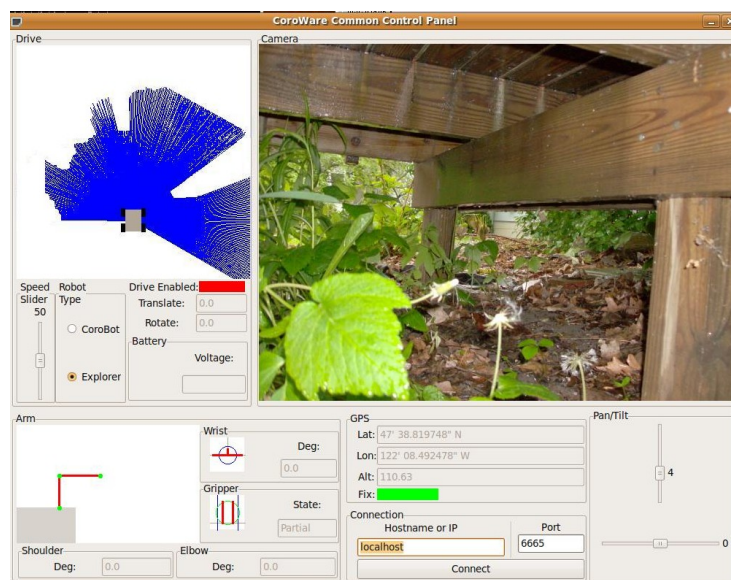 CoroWare Common Control Panel
Drive
Camera
Speed
Slider
50
Robot
Type
CoroBot
Explorer
Drive Enabled:
Translate: 0.0
Rotate: 0.0
Battery
Voltage:
Arm
Wrist
Deg:
0.0
Gripper
State:
Partial
Shoulder
Deg: 0.0
Elbow
Deg: 0.0
GPS
Lat: 47' 38.819748" N
Lon: 122' 08.492478" W
Alt: 110.63
Fix:
Connection
Hostname or IP
Port
localhost
6665
Connect
Pan/Tilt
4
0